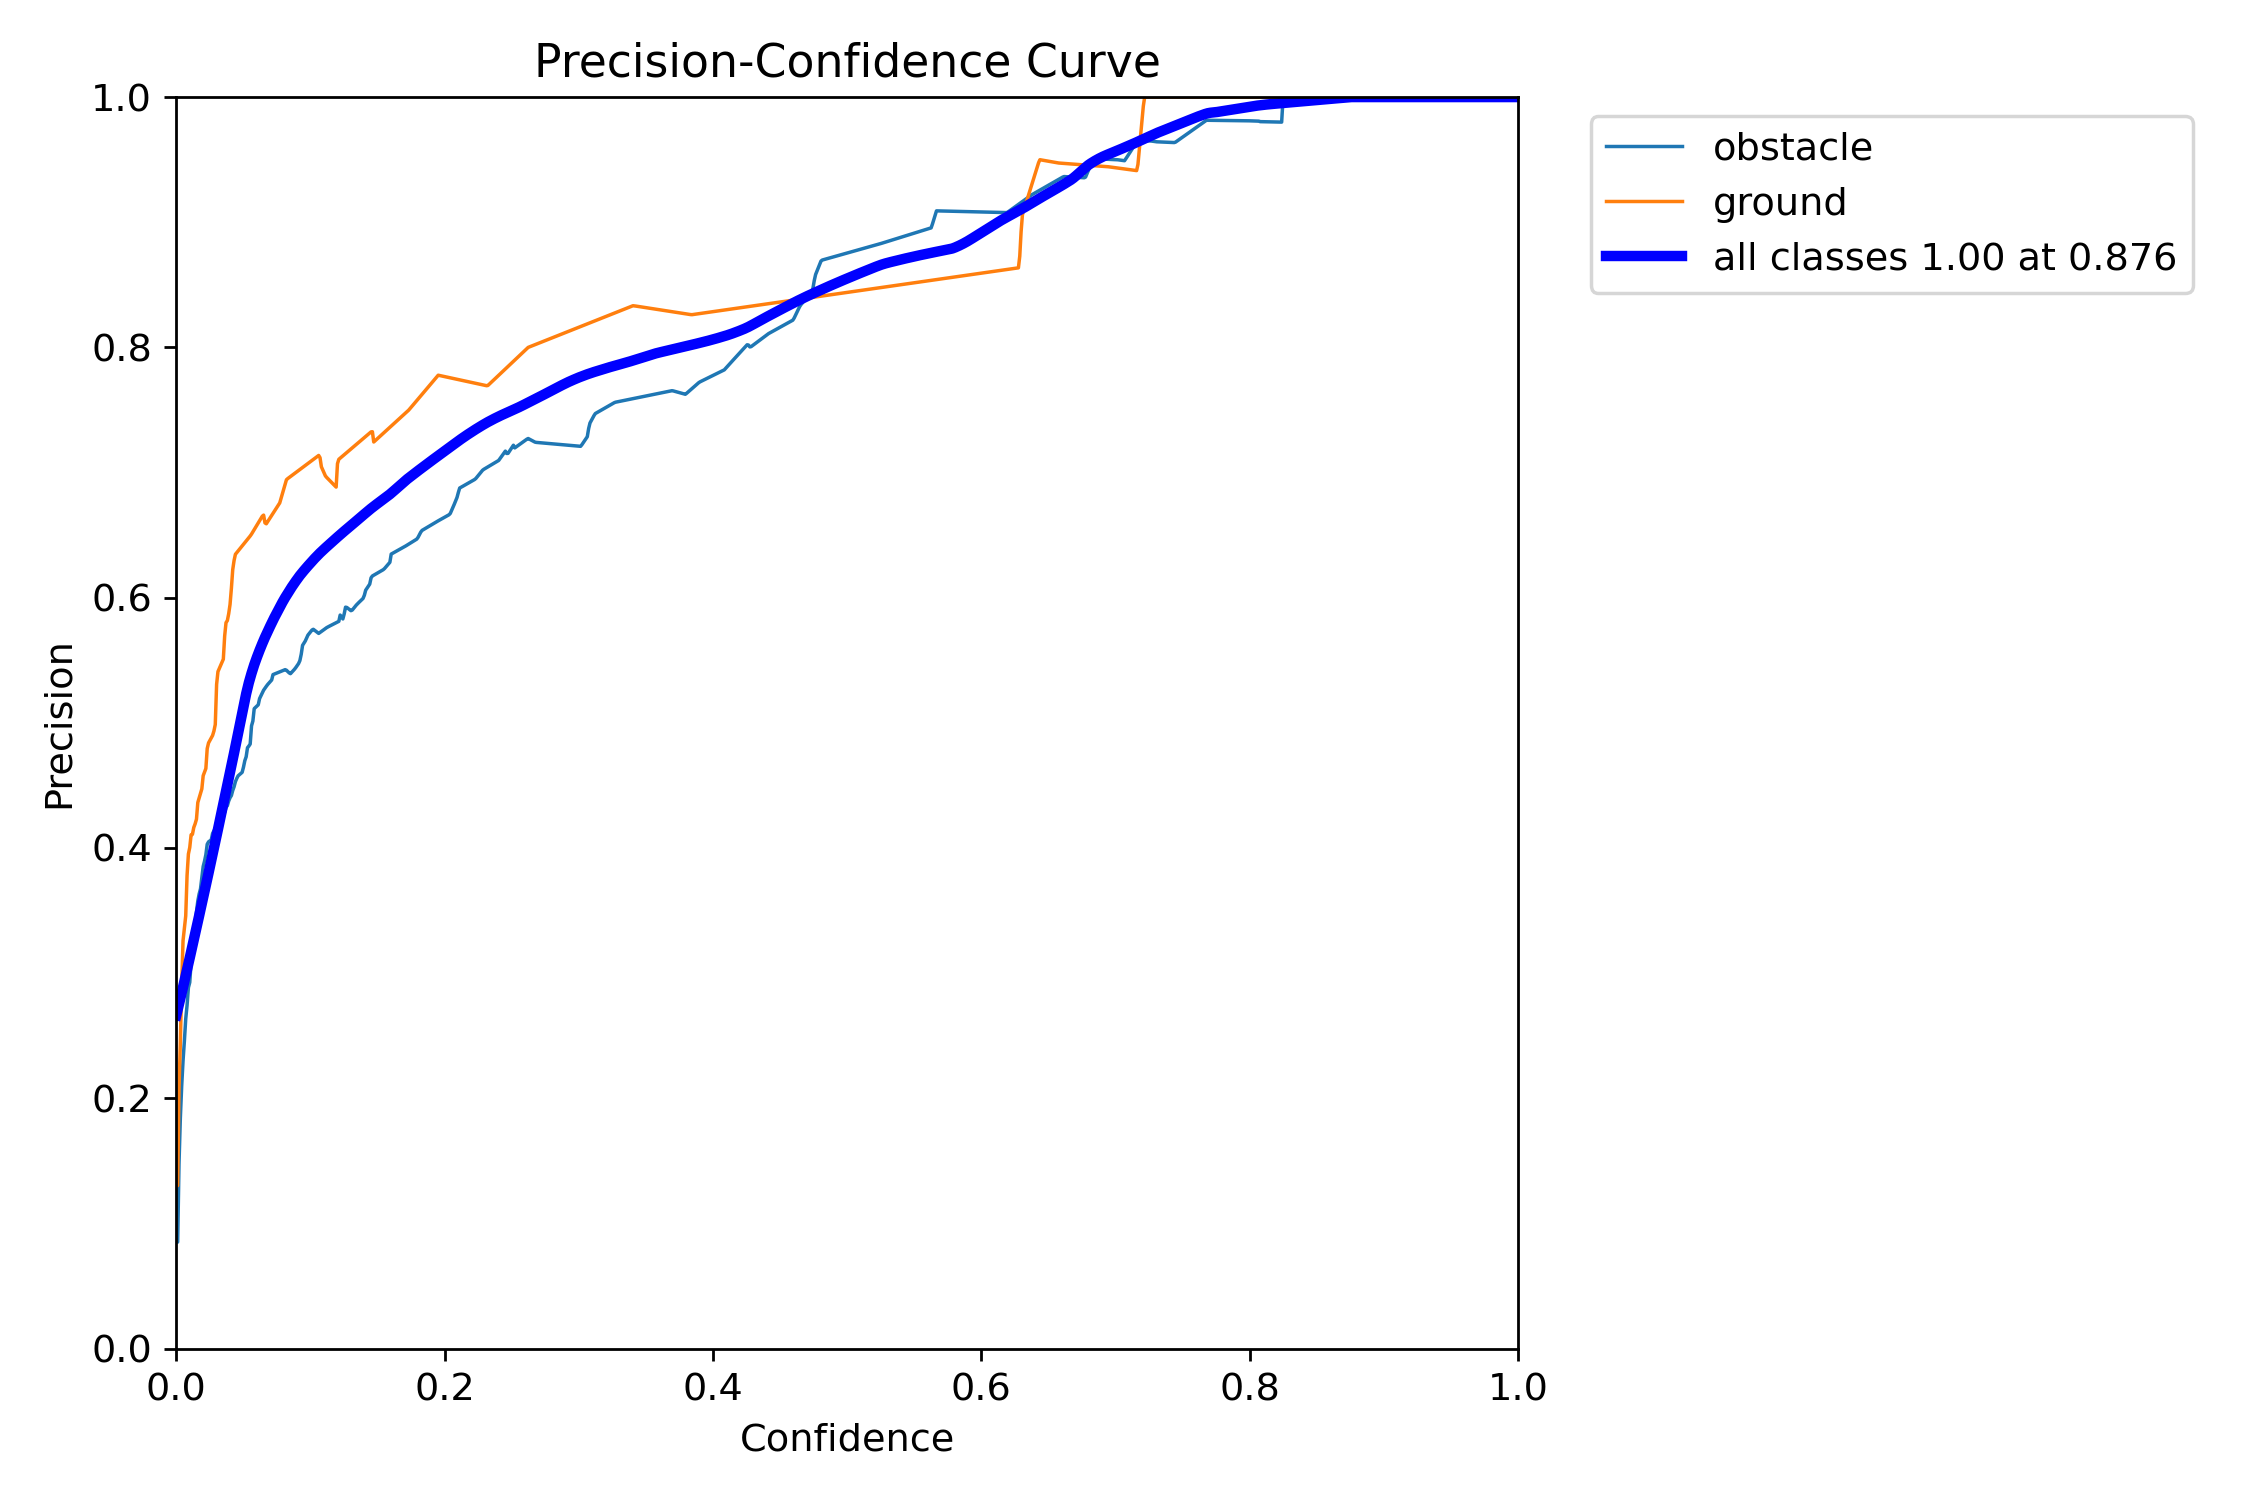 Precision-Confidence Curve
1.0
0.8
0.6
0.4
0.2
0.0
Precision
0.0 0.2 0.4 0.6 0.8 1.0
Confidence
obstacle
ground
all classes 1.00 at 0.876